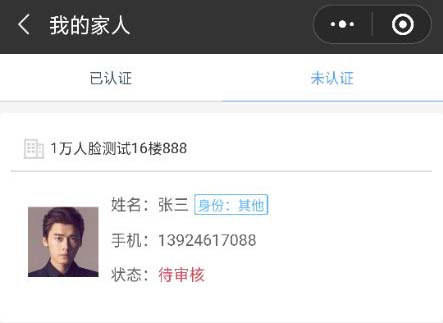 我的家人
已认证 未认证
1万人脸测试16楼888
姓名：张三 身份：其他
手机：13924617088
状态：待审核